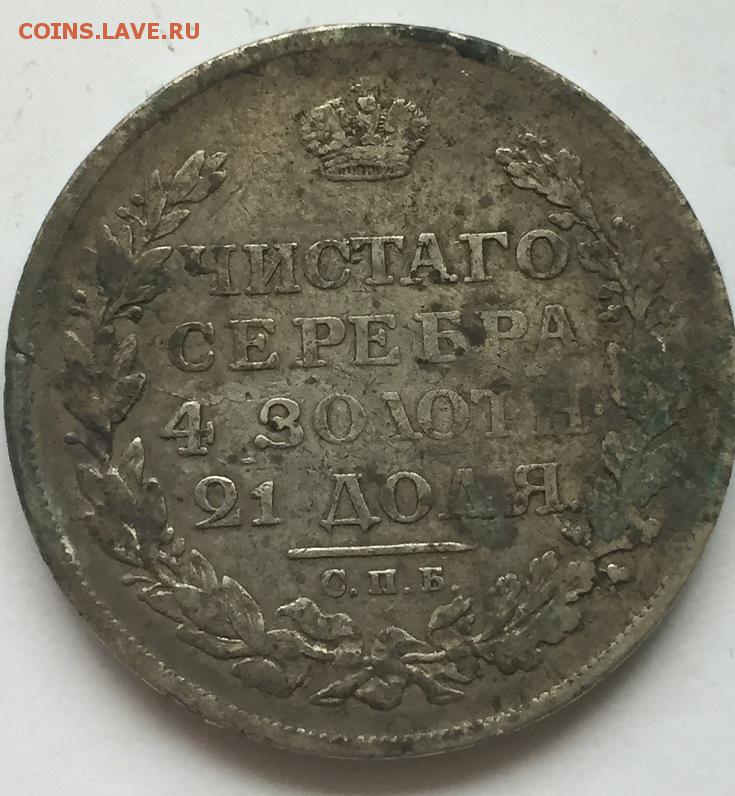 COINS.LAVE.RU
ЧИСТАГО
СЕРЕБРА
4 ЗОЛОТН.
21 ДОЛЯ
С.П.Б.